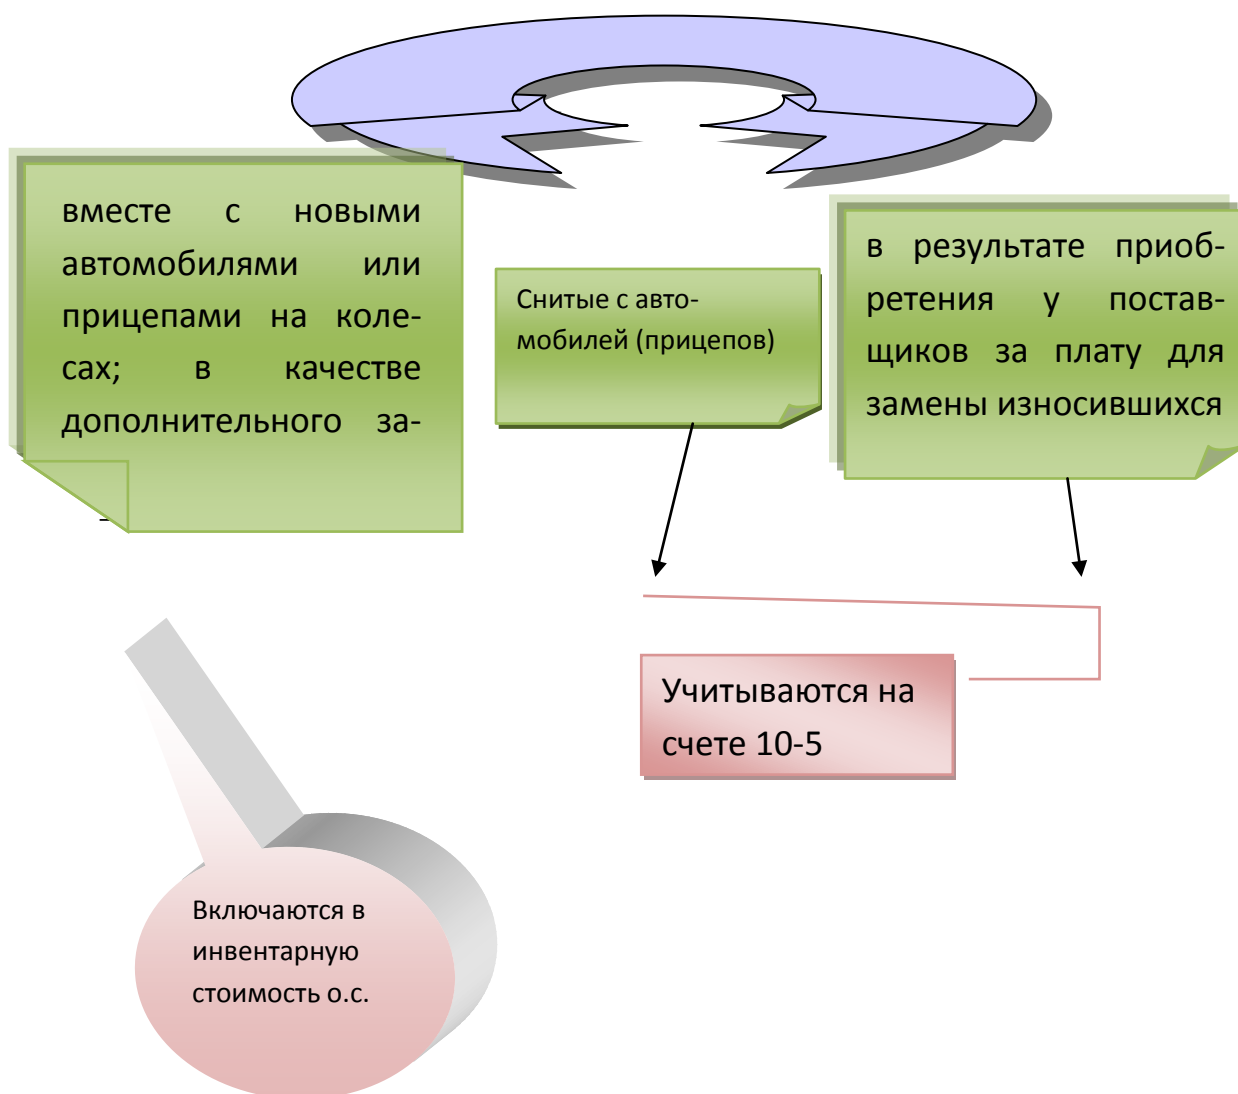 вместе с новыми
автомобилями или
прицепами на коле-
сах; в качестве
дополнительного за-
Снитые с авто-
мобилей (прицепов)
в результате приоб-
ретения у постав-
щиков за плату для
замены износившихся
Учитываются на
счете 10-5
Включаются в
инвентарную
стоимость о.с.